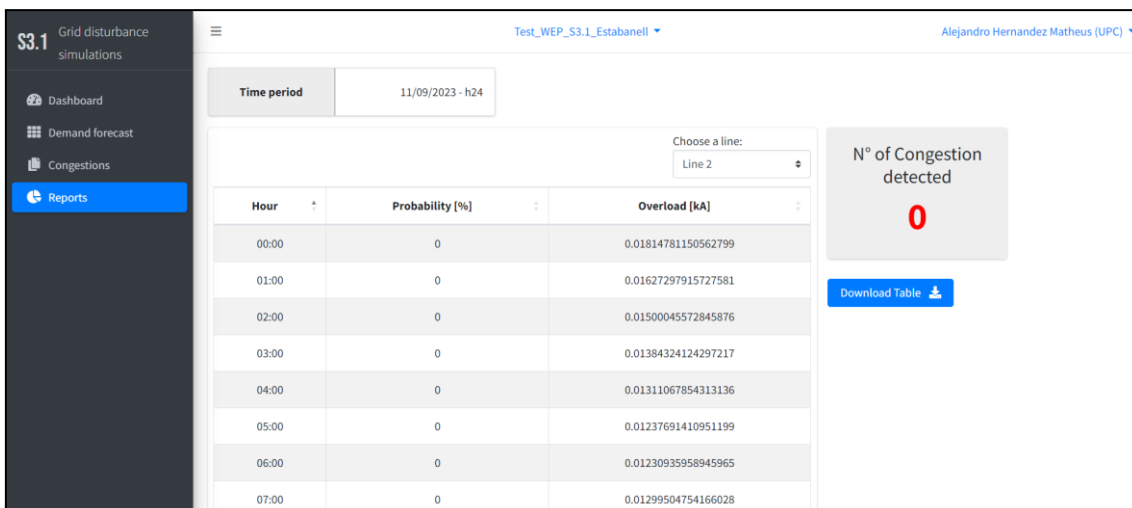 S3.1 Grid disturbance simulations
Test_WEP_S3.1_Estabanell
Alejandro Hernandez Matheus (UPC)
Dashboard
Demand forecast
Congestions
Reports
Time period 11/09/2023 - h24
Choose a line:
Line 2
Hour Probability [%] Overload [kA]
00:00 0 0.01814781150562799
01:00 0 0.01627297915727581
02:00 0 0.01500045572845876
03:00 0 0.01384324124297217
04:00 0 0.01311067854313136
05:00 0 0.01237691410951199
06:00 0 0.01230935958945965
07:00 0 0.01299504754166028
N° of Congestion
detected
0
Download Table